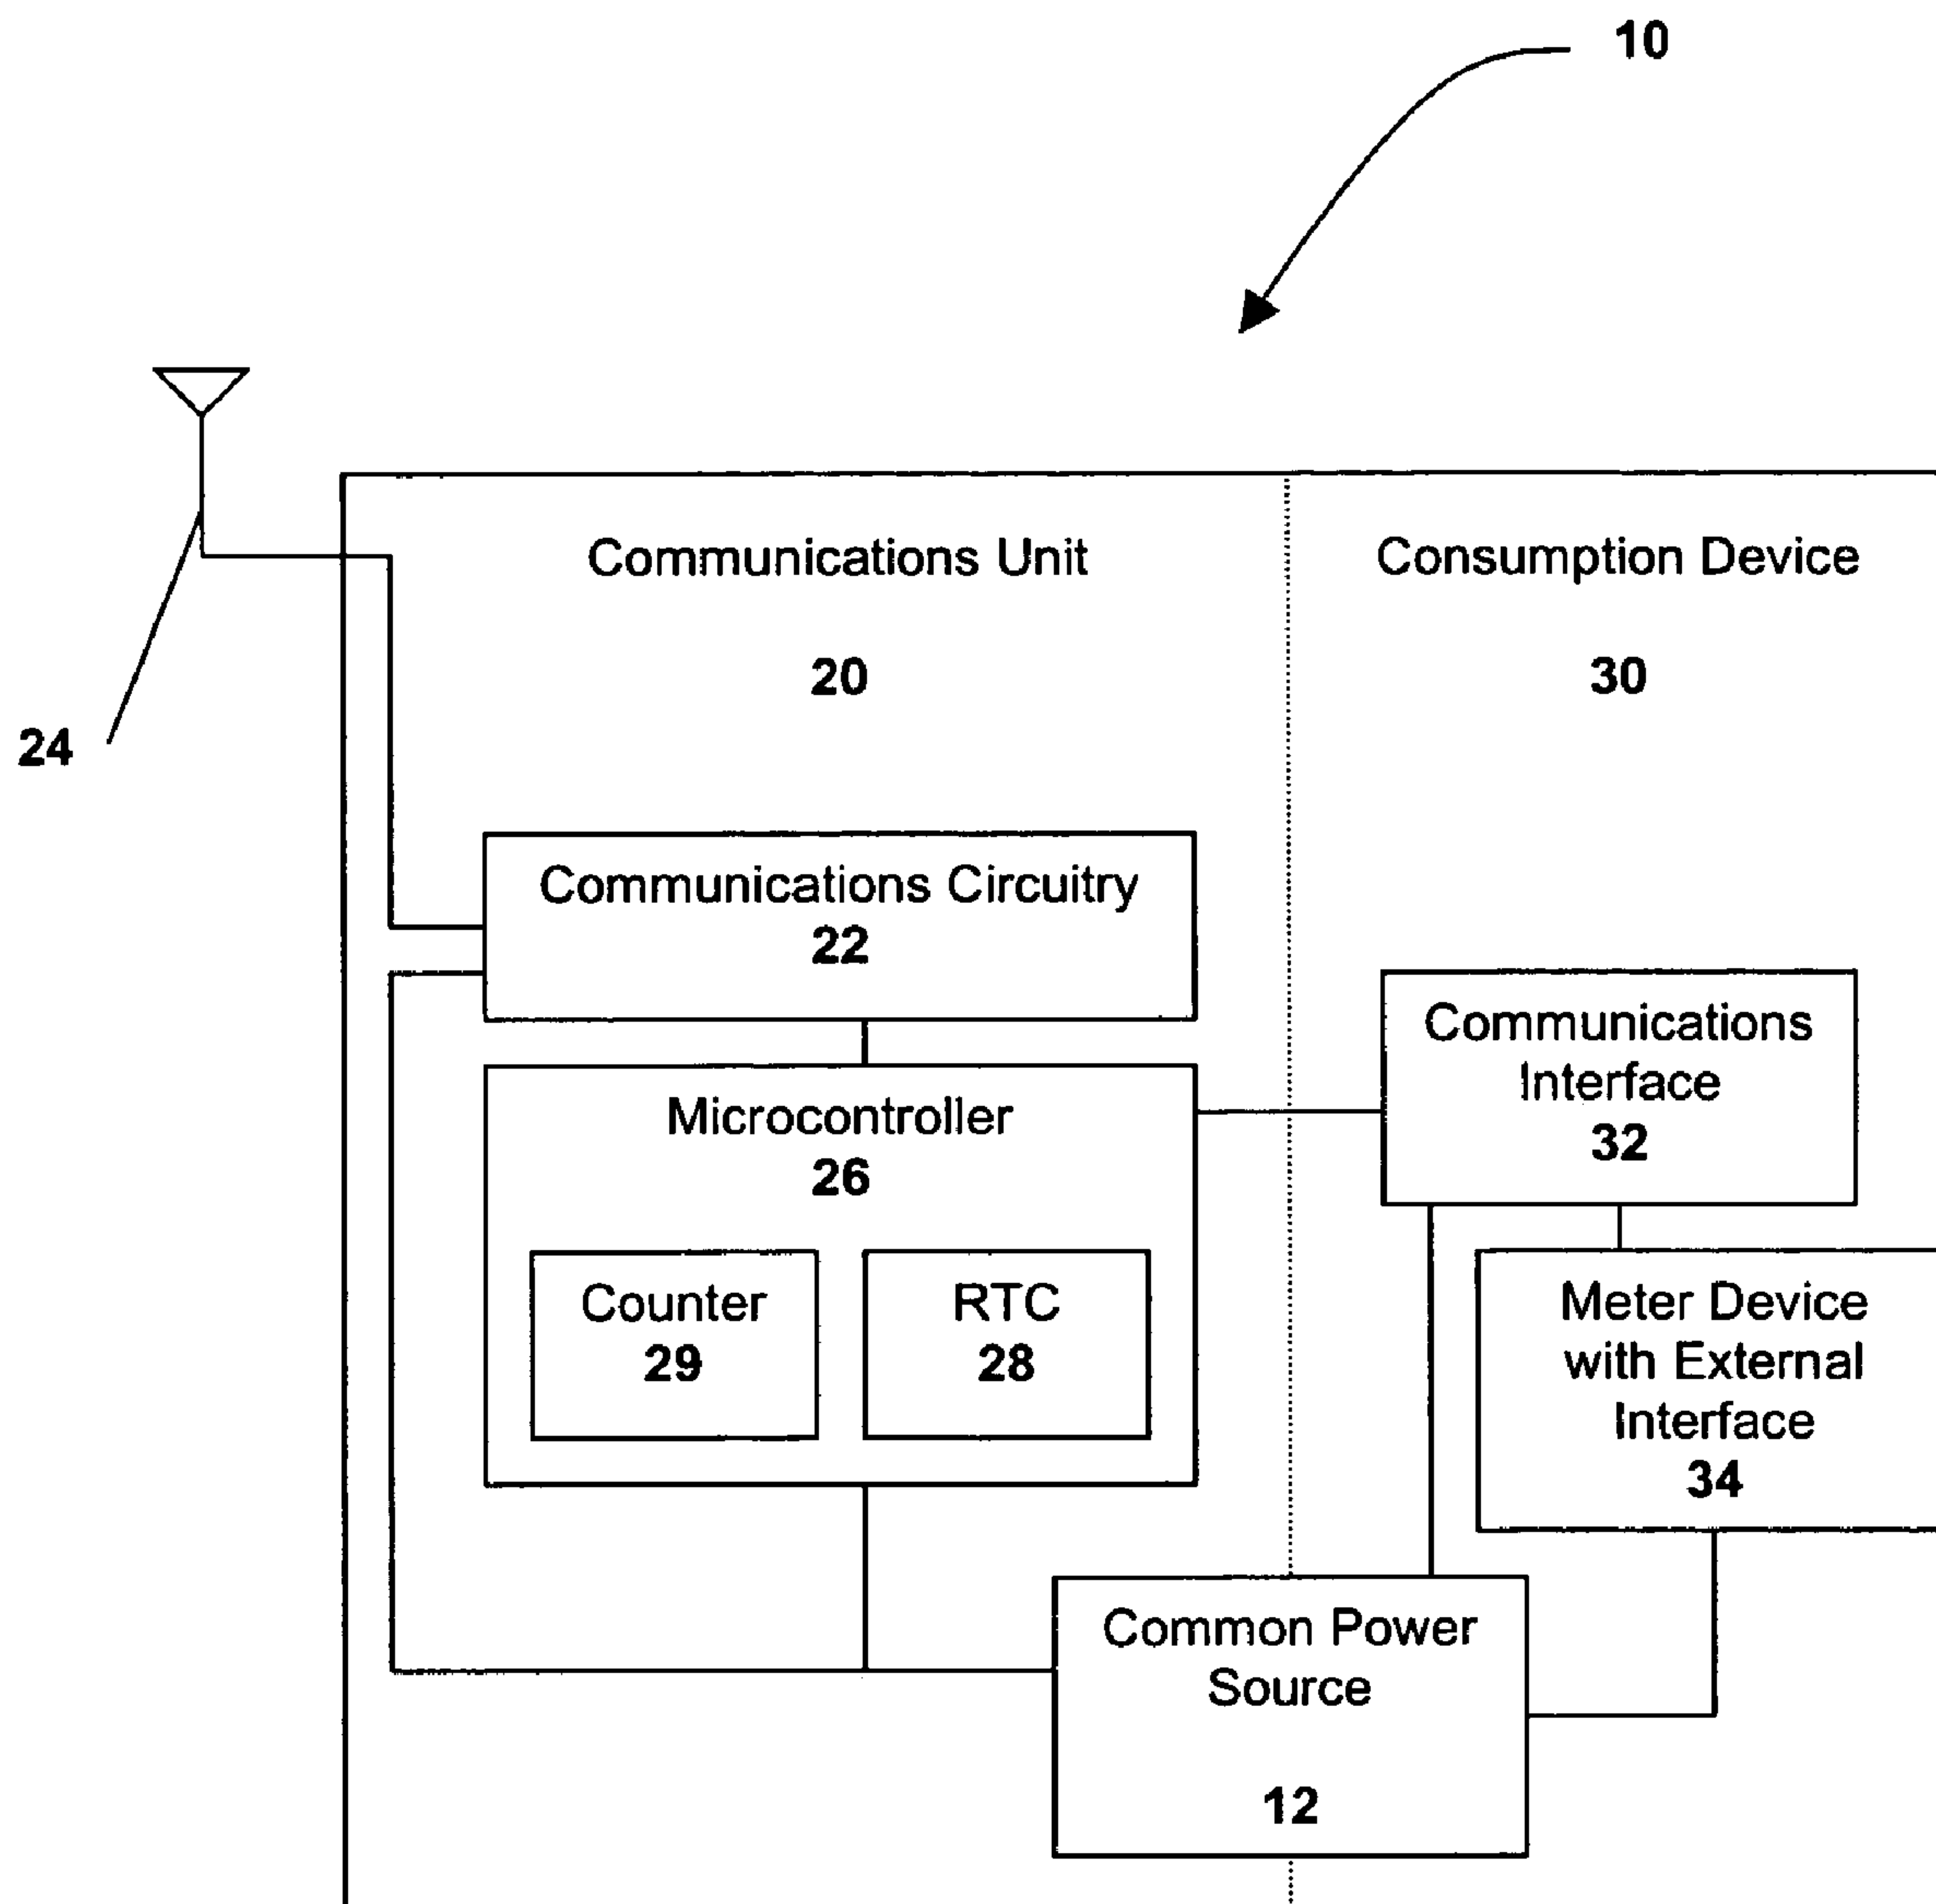 10
Communications Unit
20
Consumption Device
30
24
Communications Circuitry
22
Communications
Interface
32
Microcontroller
26
Counter
29
RTC
28
Meter Device
with External
Interface
34
Common Power
Source
12